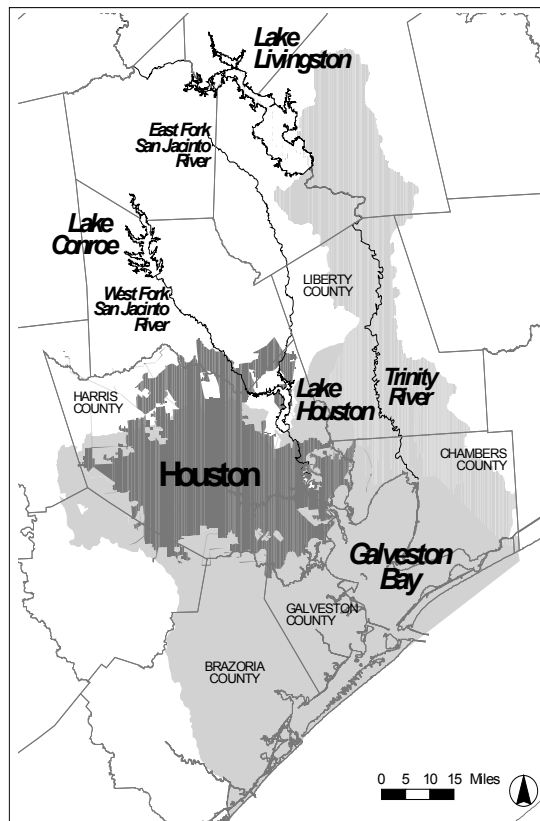 Lake
Livingston
East Fork
San Jacinto
River
Lake
Conroe
West Fork
San Jacinto
River
LIBERTY
COUNTY
HARRIS
COUNTY
Lake
Houston
Trinity
River
Houston
CHAMBERS
COUNTY
Galveston
Bay
GALVESTON
COUNTY
BRAZORIA
COUNTY
0 5 10 15 Miles